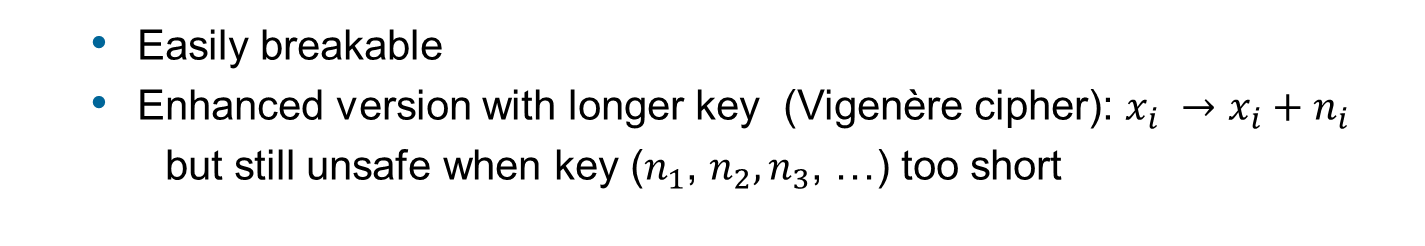 • Easily breakable
• Enhanced version with longer key (Vigenère cipher): xᵢ → xᵢ + nᵢ
but still unsafe when key (n₁, n₂, n₃, …) too short